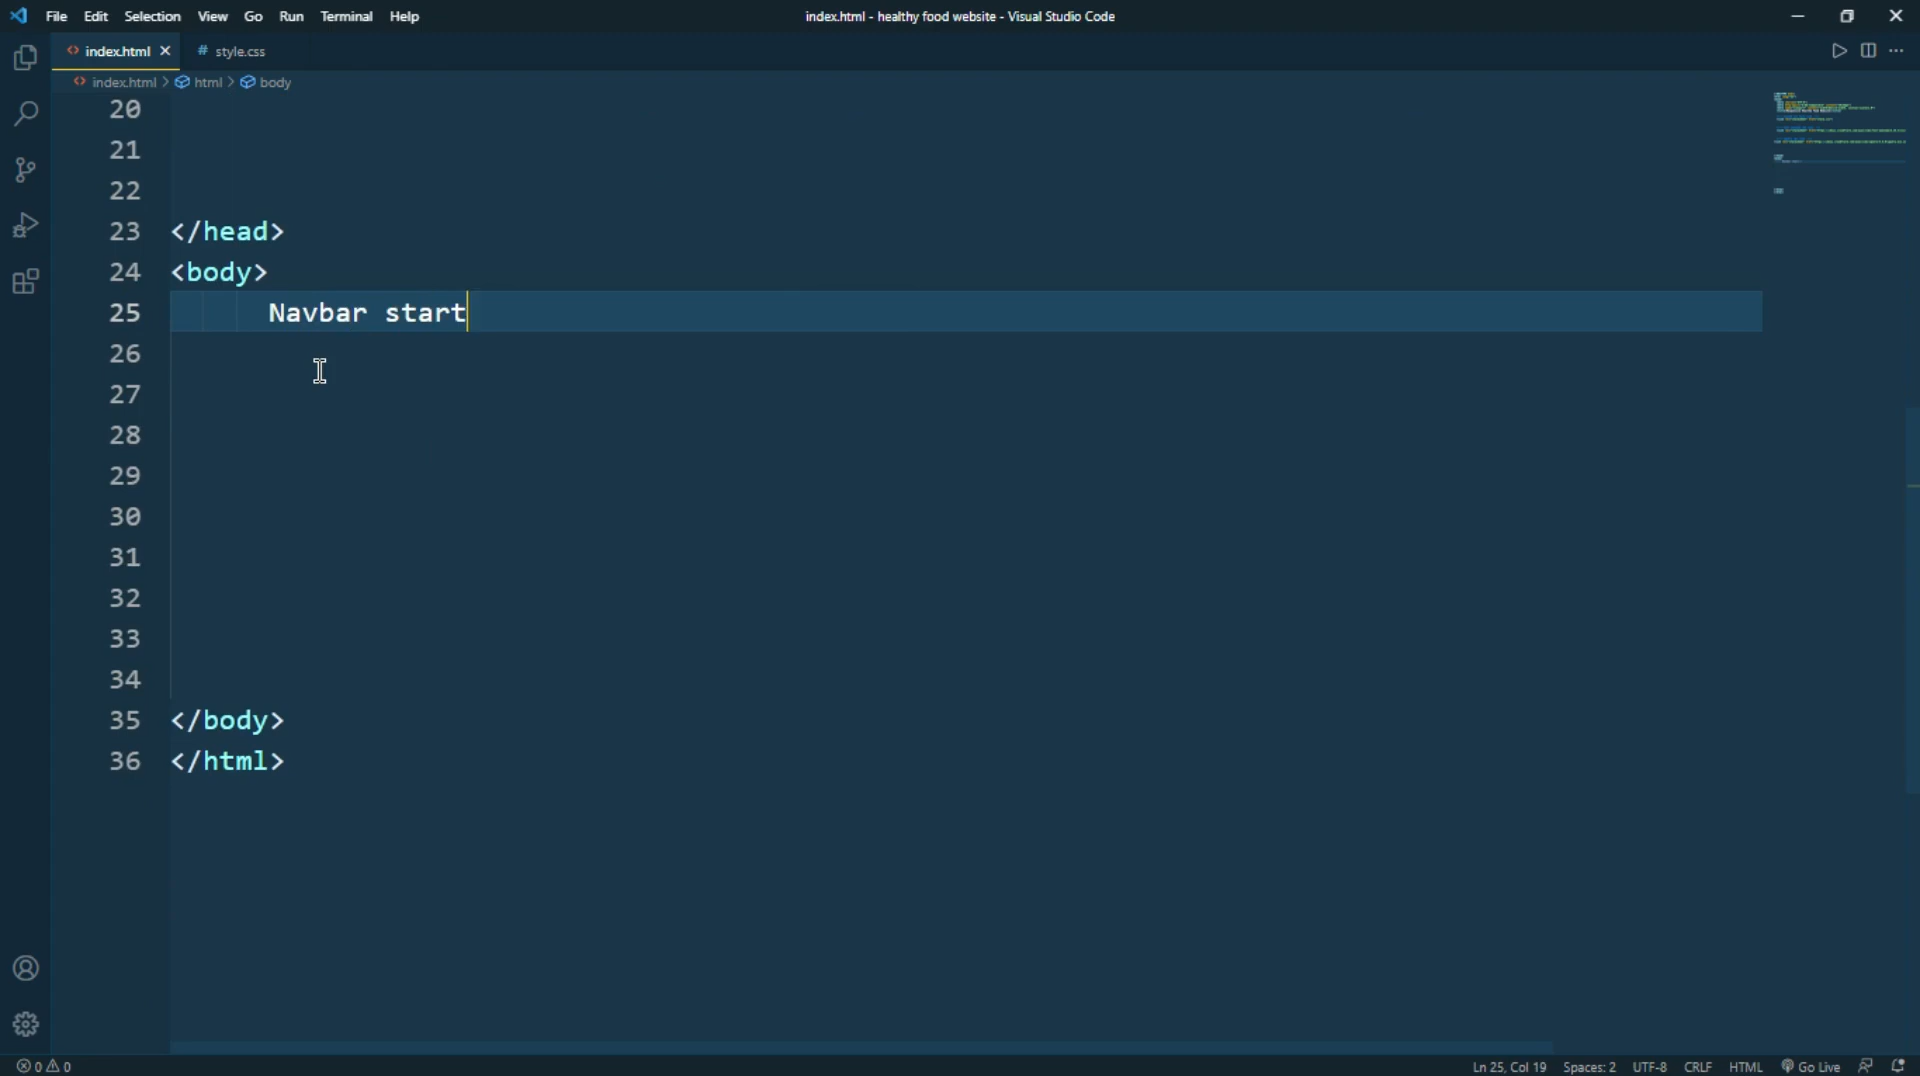 File Edit Selection View Go Run Terminal Help
index.html - healthy food website - Visual Studio Code
index.html
# style.css
index.html > html > body
20
21
22
23 </head>
24 <body>
25 Navbar start
26
27
28
29
30
31
32
33
34
35 </body>
36 </html>
0 0
Ln 25, Col 19 Spaces: 2 UTF-8 CRLF HTML Go Live